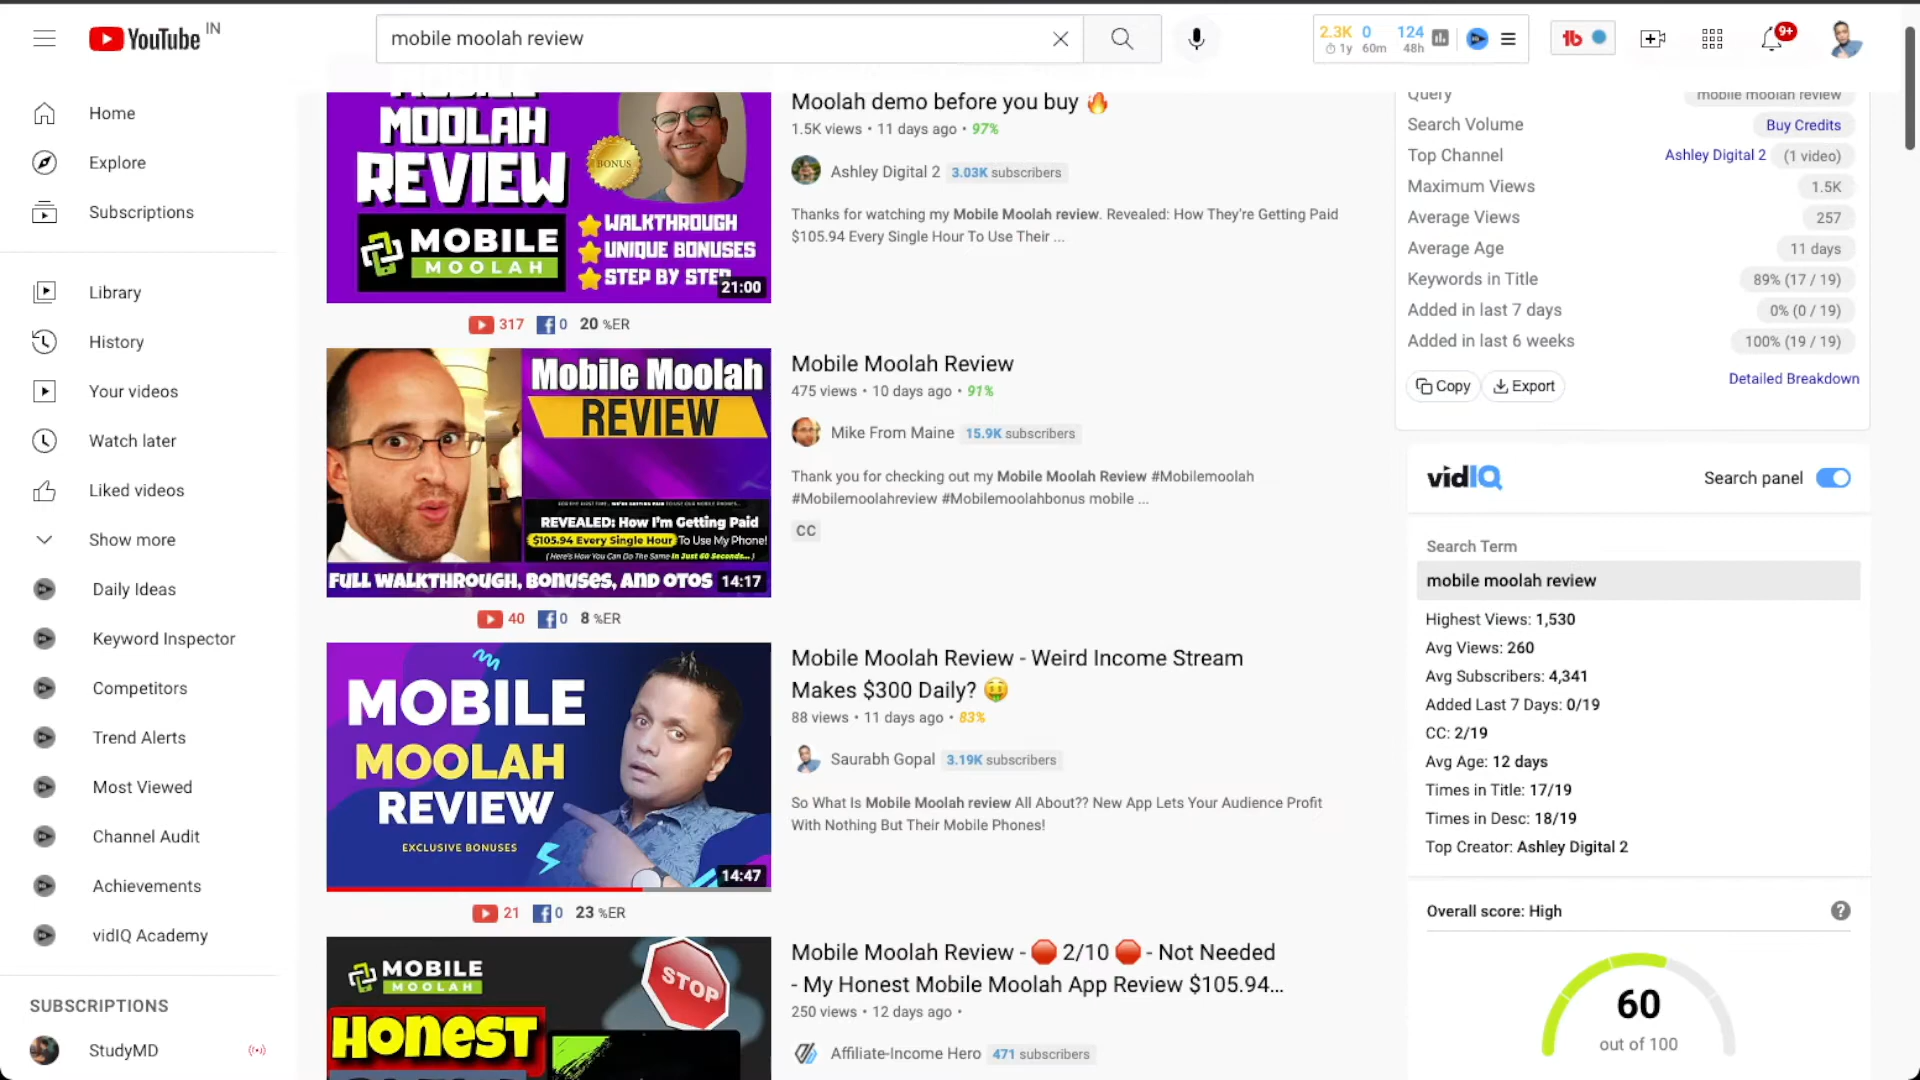 YouTube IN
mobile moolah review
2.3K 0 124
1y 60m 48h
9+
Home
Explore
Subscriptions
Library
History
Your videos
Watch later
Liked videos
Show more
Daily Ideas
Keyword Inspector
Competitors
Trend Alerts
Most Viewed
Channel Audit
Achievements
vidIQ Academy
SUBSCRIPTIONS
StudyMD
MOOLAH
REVIEW
BONUS
MOBILE
MOOLAH
WALKTHROUGH
UNIQUE BONUSES
STEP BY STEP
21:00
317 0 20 %ER
Moolah demo before you buy 🔥
1.5K views • 11 days ago • 97%
Ashley Digital 2 3.03K subscribers
Thanks for watching my Mobile Moolah review. Revealed: How They're Getting Paid
$105.94 Every Single Hour To Use Their ...
Mobile Moolah
REVIEW
REVEALED: How I'm Getting Paid
$105.94 Every Single Hour To Use My Phone!
(Here's How You Can Do The Same In Just 60 Seconds...)
FULL WALKTHROUGH, BONUSES, AND OTOS
14:17
40 0 8 %ER
Mobile Moolah Review
475 views • 10 days ago • 91%
Mike From Maine 15.9K subscribers
Thank you for checking out my Mobile Moolah Review #Mobilemoolah
#Mobilemoolahreview #Mobilemoolahbonus mobile ...
CC
MOBILE
MOOLAH
REVIEW
EXCLUSIVE BONUSES
14:47
21 0 23 %ER
Mobile Moolah Review - Weird Income Stream
Makes $300 Daily? 🤑
88 views • 11 days ago • 83%
Saurabh Gopal 3.19K subscribers
So What Is Mobile Moolah review All About?? New App Lets Your Audience Profit
With Nothing But Their Mobile Phones!
MOBILE
MOOLAH
STOP
HONEST
Mobile Moolah Review - 🛑 2/10 🛑 - Not Needed
- My Honest Mobile Moolah App Review $105.94...
250 views • 12 days ago •
Affiliate-Income Hero 471 subscribers
Query mobile moolah review
Search Volume Buy Credits
Top Channel Ashley Digital 2 (1 video)
Maximum Views 1.5K
Average Views 257
Average Age 11 days
Keywords in Title 89% (17 / 19)
Added in last 7 days 0% (0 / 19)
Added in last 6 weeks 100% (19 / 19)
Copy Export Detailed Breakdown
vidIQ Search panel
Search Term
mobile moolah review
Highest Views: 1,530
Avg Views: 260
Avg Subscribers: 4,341
Added Last 7 Days: 0/19
CC: 2/19
Avg Age: 12 days
Times in Title: 17/19
Times in Desc: 18/19
Top Creator: Ashley Digital 2
Overall score: High ?
60
out of 100